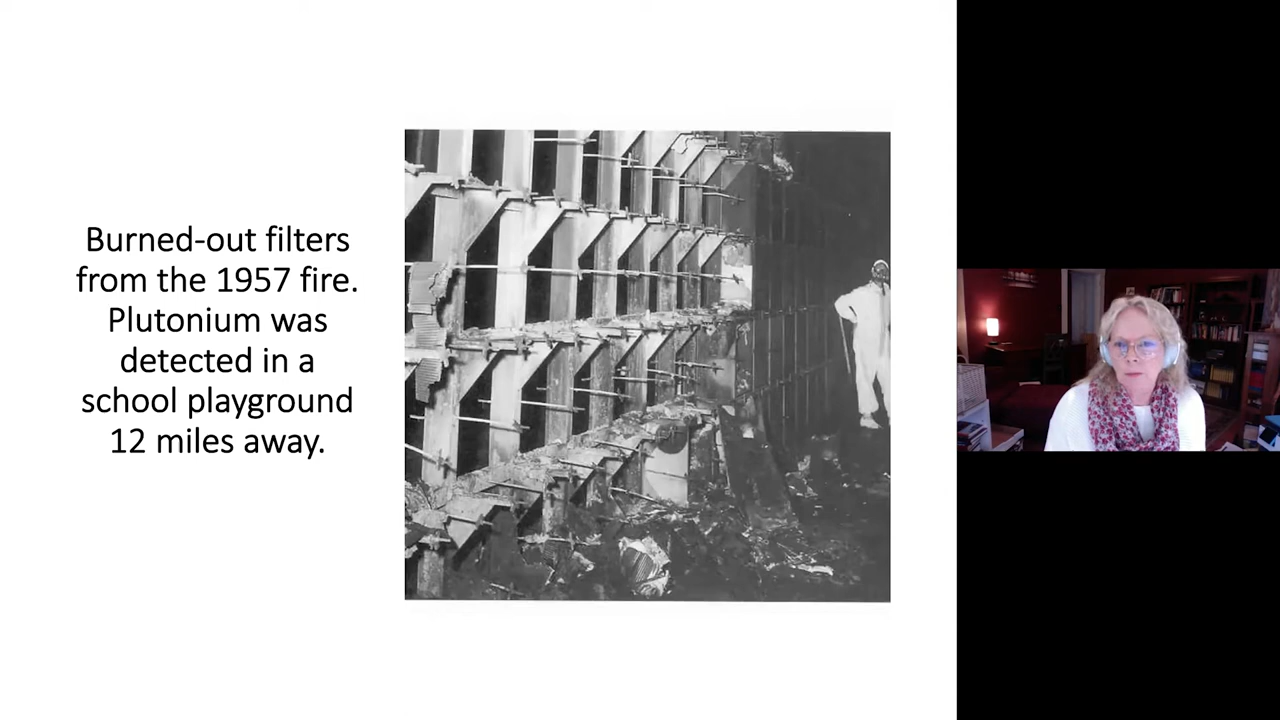 Burned-out filters
from the 1957 fire.
Plutonium was
detected in a
school playground
12 miles away.